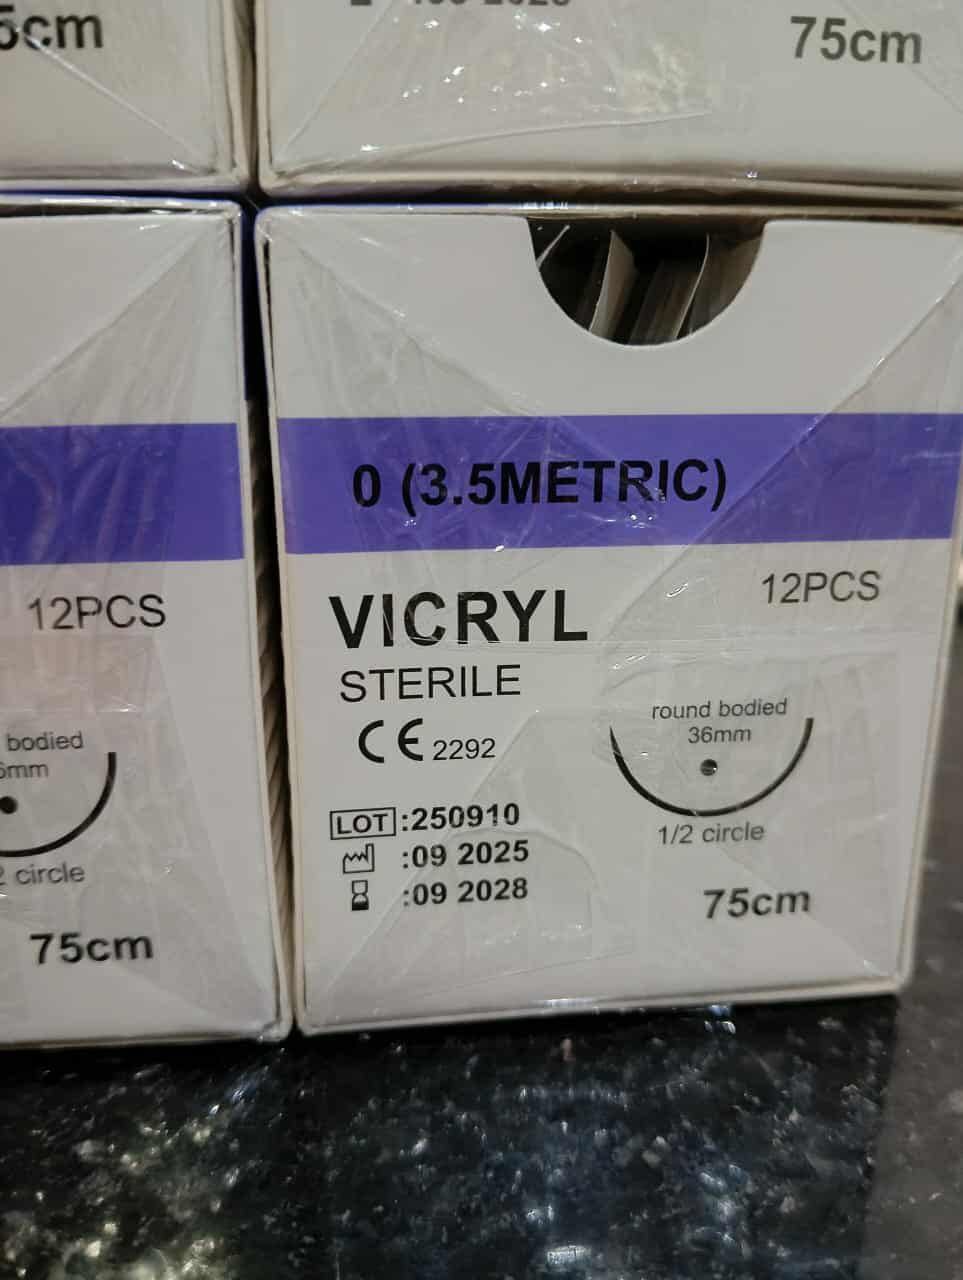 75cm
0 (3.5METRIC)
VICRYL
12PCS
STERILE
CE 2292
round bodied
36mm
1/2 circle
LOT :250910
:09 2025
:09 2028
75cm
12PCS
bodied
circle
75cm